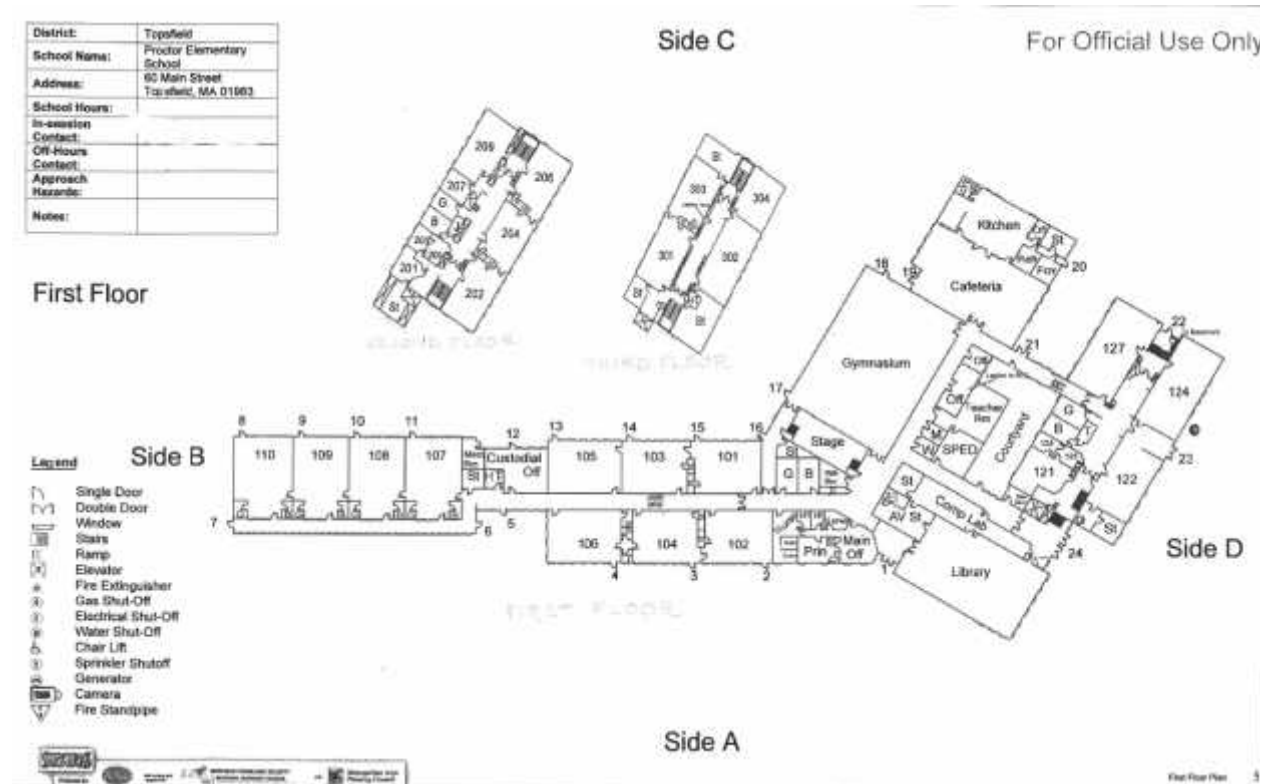 District: Topsfield
School Name: Proctor Elementary School
Address: 60 Main Street
Topsfield, MA 01983
School Hours:
In-session Contact:
Off-Hours Contact:
Approach Hazards:
Notes:
Side C
For Official Use Only
First Floor
209
206
207
G
B
204
201
202
St
SECOND FLOOR
St
303
304
301
302
St
St
THIRD FLOOR
Kitchen
St
20
18
19
Cafeteria
Gymnasium
21
22
127
124
17
Off
Off
Teacher Rm
Courtyard
G
B
M
W
SPED
121
122
23
Stage
St
Comp Lab
AV
St
St
24
Library
1
Side D
Side B
8
9
10
11
12
13
14
15
16
110
109
108
107
Custodial Off
105
103
101
St
G
B
7
6
5
106
104
102
Prin
Main Off
4
3
2
FIRST FLOOR
Legend
Single Door
Double Door
Window
Stairs
Ramp
Elevator
Fire Extinguisher
Gas Shut-Off
Electrical Shut-Off
Water Shut-Off
Chair Lift
Sprinkler Shutoff
Generator
Camera
Fire Standpipe
Side A
First Floor Plan